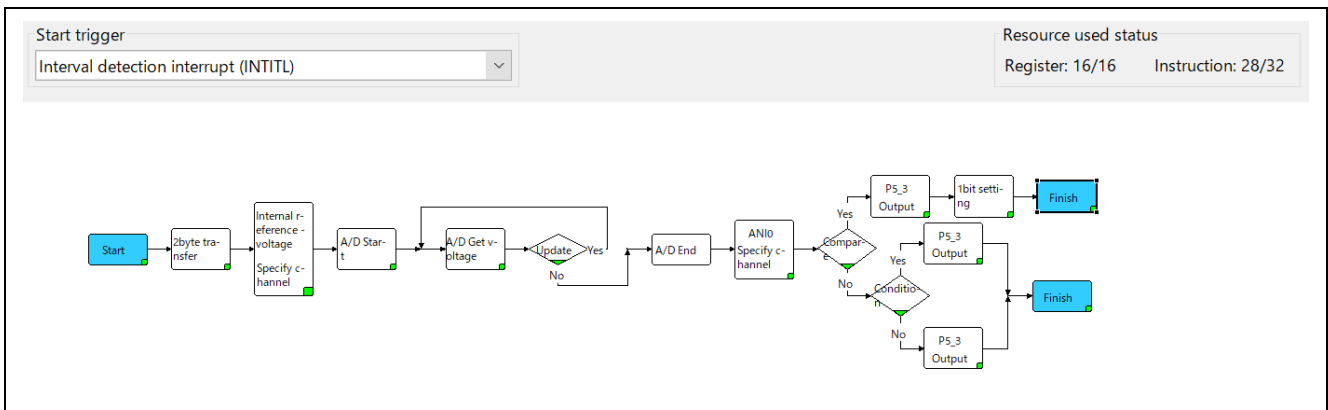 Start trigger
Interval detection interrupt (INTITL)
Resource used status
Register: 16/16 Instruction: 28/32
Start
2byte tra-
nsfer
Internal r-
eference -
voltage
Specify c-
hannel
A/D Star-
t
A/D Get v-
oltage
Update
Yes
No
A/D End
ANI0
Specify c-
hannel
Compar-
e
Yes
No
P5_3
Output
1bit setti-
ng
Finish
Conditio-
n
Yes
No
P5_3
Output
P5_3
Output
Finish